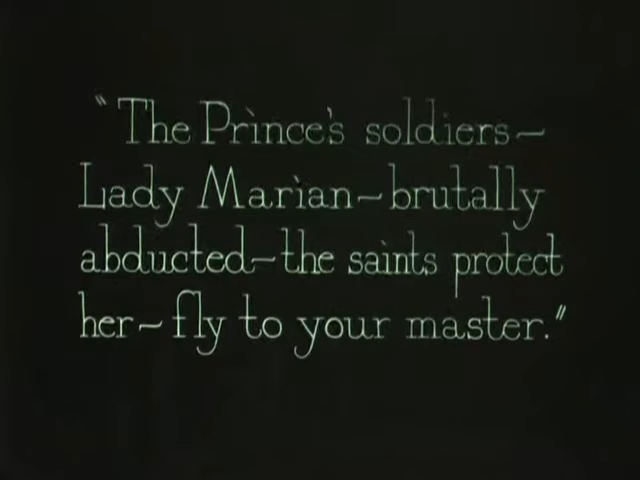 "The Prince's soldiers—
Lady Marian—brutally
abducted—the saints protect
her—fly to your master."